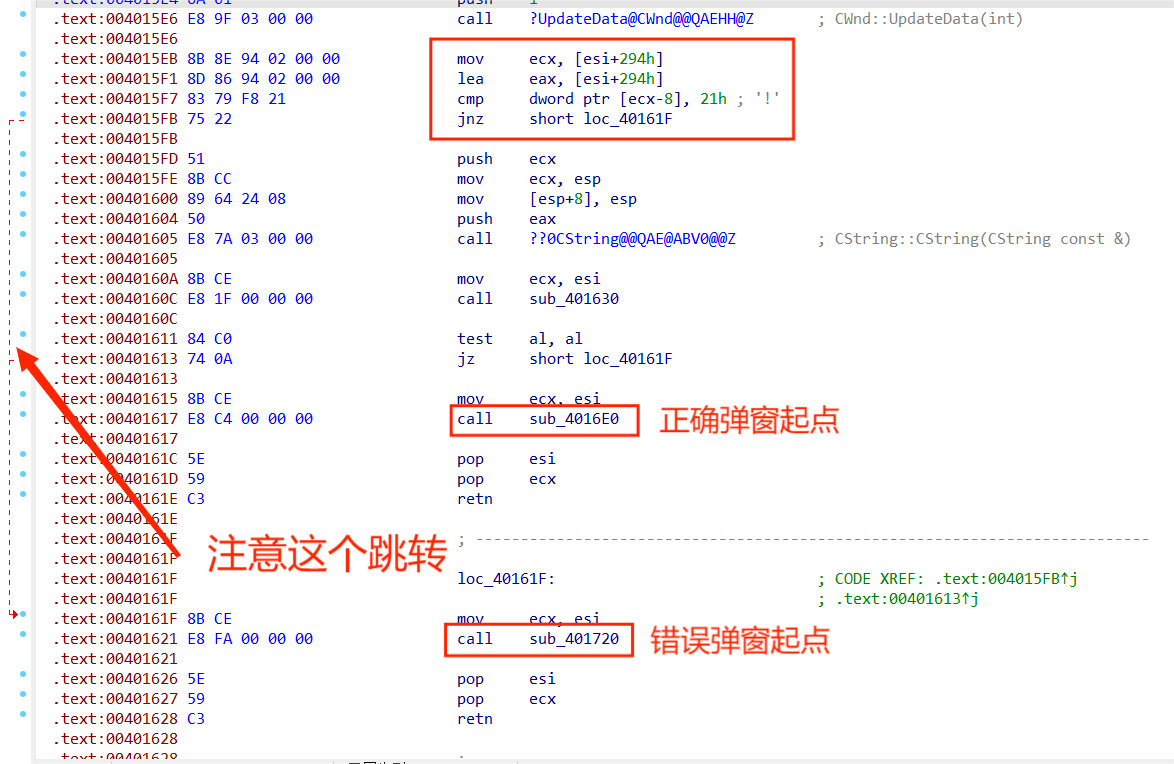 .text:004015E4 6A 01 push 1
.text:004015E6 E8 9F 03 00 00 call ?UpdateData@CWnd@@QAEHH@Z ; CWnd::UpdateData(int)
.text:004015E6
.text:004015EB 8B 8E 94 02 00 00 mov ecx, [esi+294h]
.text:004015F1 8D 86 94 02 00 00 lea eax, [esi+294h]
.text:004015F7 83 79 F8 21 cmp dword ptr [ecx-8], 21h ; '!'
.text:004015FB 75 22 jnz short loc_40161F
.text:004015FB
.text:004015FD 51 push ecx
.text:004015FE 8B CC mov ecx, esp
.text:00401600 89 64 24 08 mov [esp+8], esp
.text:00401604 50 push eax
.text:00401605 E8 7A 03 00 00 call ??0CString@@QAE@ABV0@@Z ; CString::CString(CString const &)
.text:00401605
.text:0040160A 8B CE mov ecx, esi
.text:0040160C E8 1F 00 00 00 call sub_401630
.text:0040160C
.text:00401611 84 C0 test al, al
.text:00401613 74 0A jz short loc_40161F
.text:00401613
.text:00401615 8B CE mov ecx, esi
.text:00401617 E8 C4 00 00 00 call sub_4016E0 正确弹窗起点
.text:00401617
.text:0040161C 5E pop esi
.text:0040161D 59 pop ecx
.text:0040161E C3 retn
.text:0040161E
.text:0040161F ; ---------------------------------------------------------------------------
.text:0040161F
注意这个跳转
.text:0040161F loc_40161F: ; CODE XREF: .text:004015FB↑j
.text:0040161F ; .text:00401613↑j
.text:0040161F 8B CE mov ecx, esi
.text:00401621 E8 FA 00 00 00 call sub_401720 错误弹窗起点
.text:00401621
.text:00401626 5E pop esi
.text:00401627 59 pop ecx
.text:00401628 C3 retn
.text:00401628
.text:00401628 ;